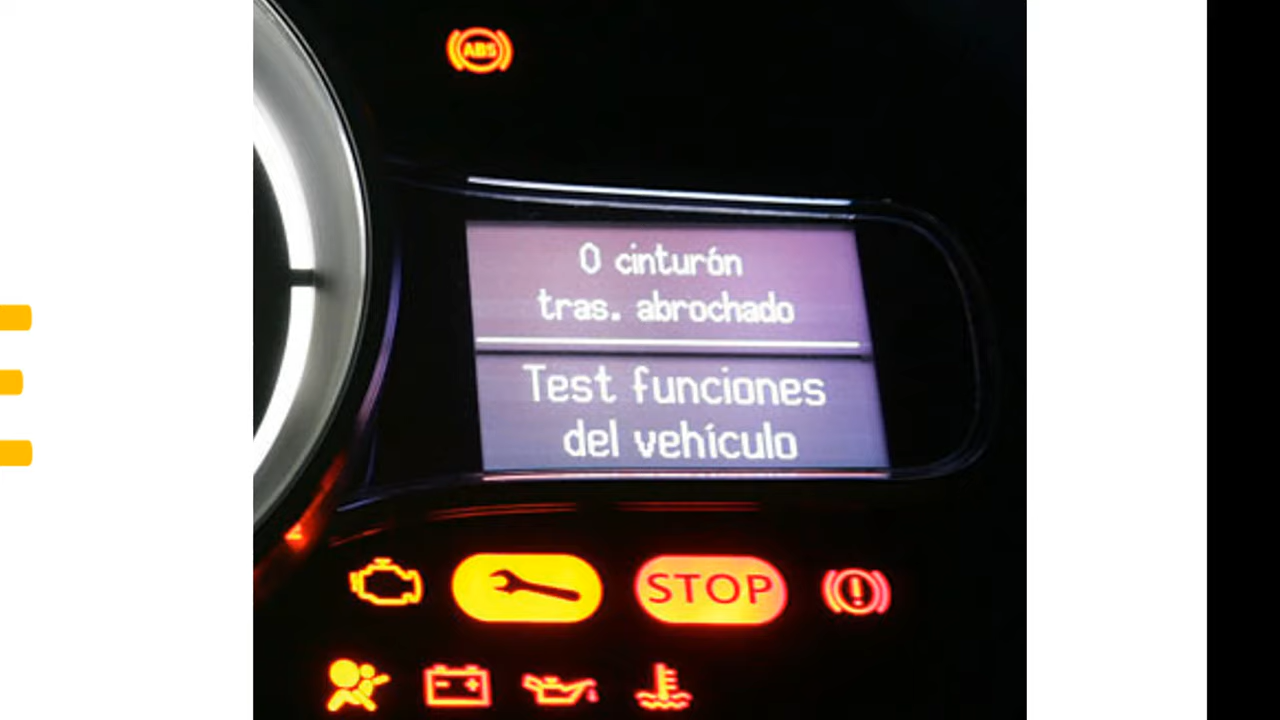 ABS
0 cinturón
tras. abrochado
Test funciones
del vehículo
STOP